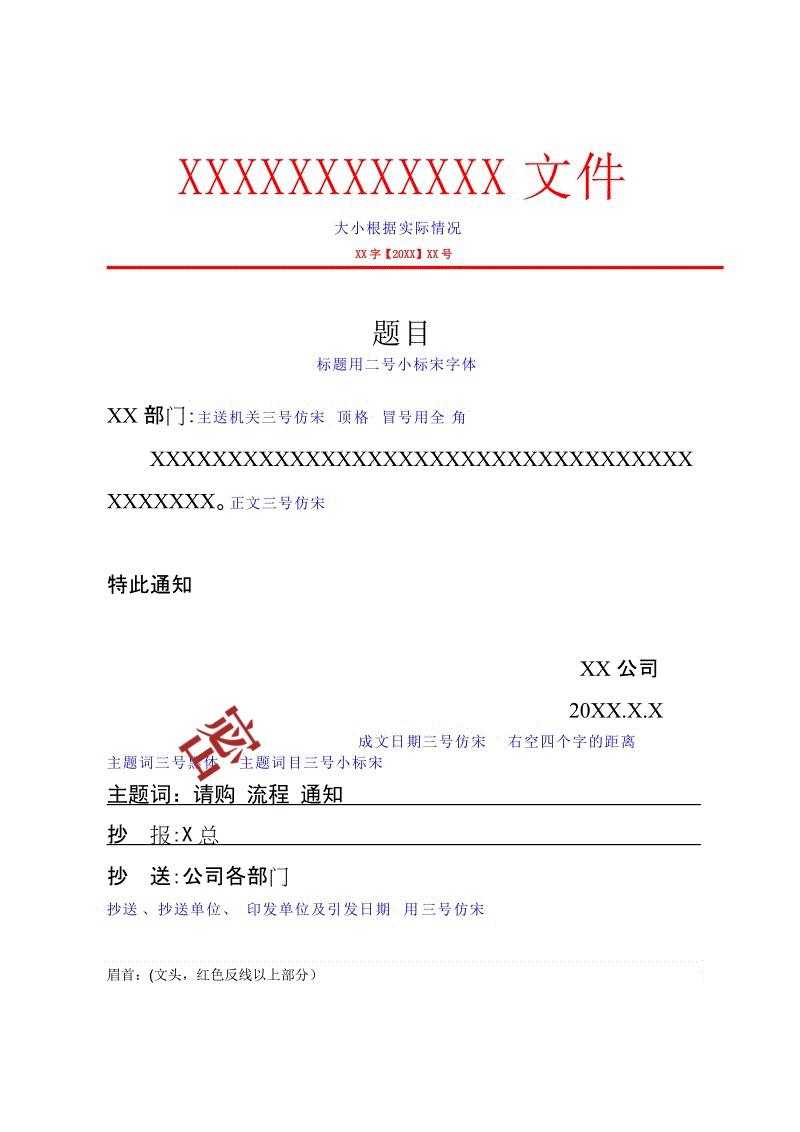 XXXXXXXXXXXX 文件
大小根据实际情况
XX 字【20XX】XX 号
题目
标题用二号小标宋字体
XX 部门:主送机关三号仿宋 顶格 冒号用全 角
XXXXXXXXXXXXXXXXXXXXXXXXXXXXXXXXXXX
XXXXXXX。正文三号仿宋
特此通知
XX 公司
20XX.X.X
成文日期三号仿宋 右空四个字的距离
密
主题词三号黑体 主题词目三号小标宋
主题词：请购 流程 通知
抄 报:X 总
抄 送:公司各部门
抄送 、抄送单位、 印发单位及引发日期 用三号仿宋
眉首：(文头，红色反线以上部分）